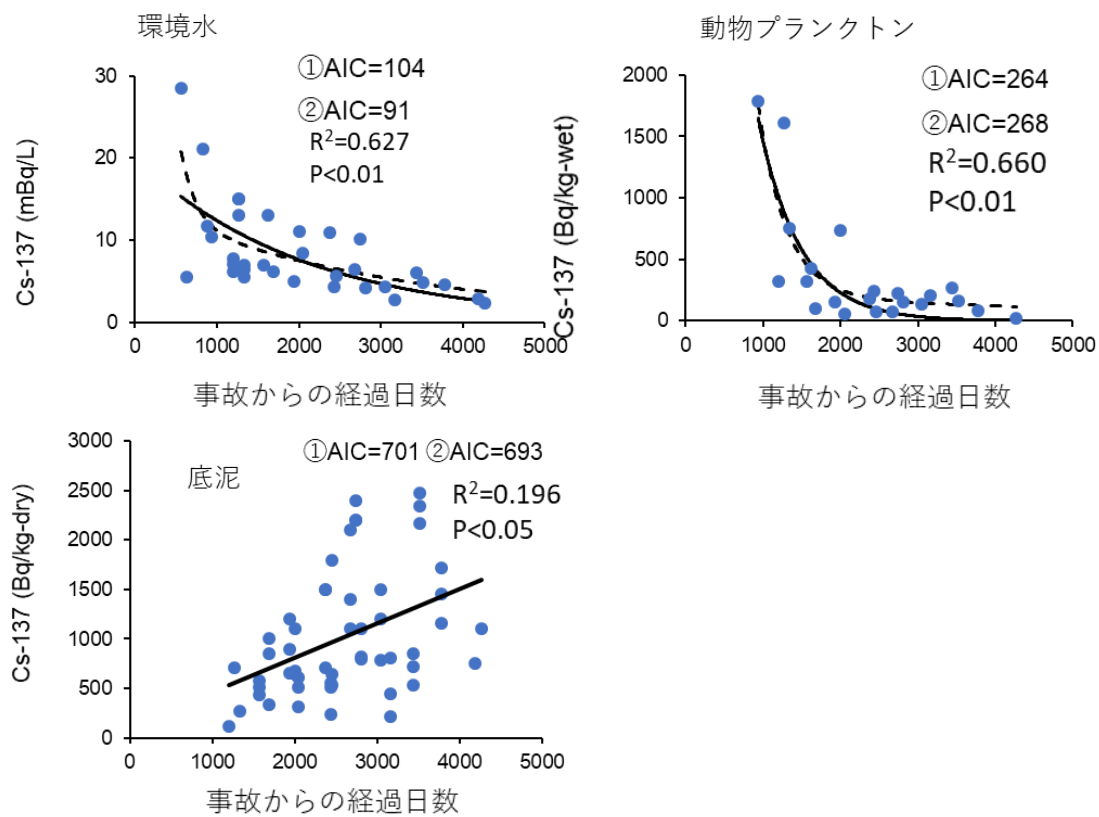 環境水
①AIC=104
②AIC=91
R²=0.627
P<0.01
Cs-137 (mBq/L)
30
20
10
0
0 1000 2000 3000 4000 5000
事故からの経過日数
動物プランクトン
①AIC=264
②AIC=268
R²=0.660
P<0.01
Cs-137 (Bq/kg-wet)
2000
1500
1000
500
0
0 1000 2000 3000 4000 5000
事故からの経過日数
底泥
①AIC=701 ②AIC=693
R²=0.196
P<0.05
Cs-137 (Bq/kg-dry)
3000
2500
2000
1500
1000
500
0
0 1000 2000 3000 4000 5000
事故からの経過日数